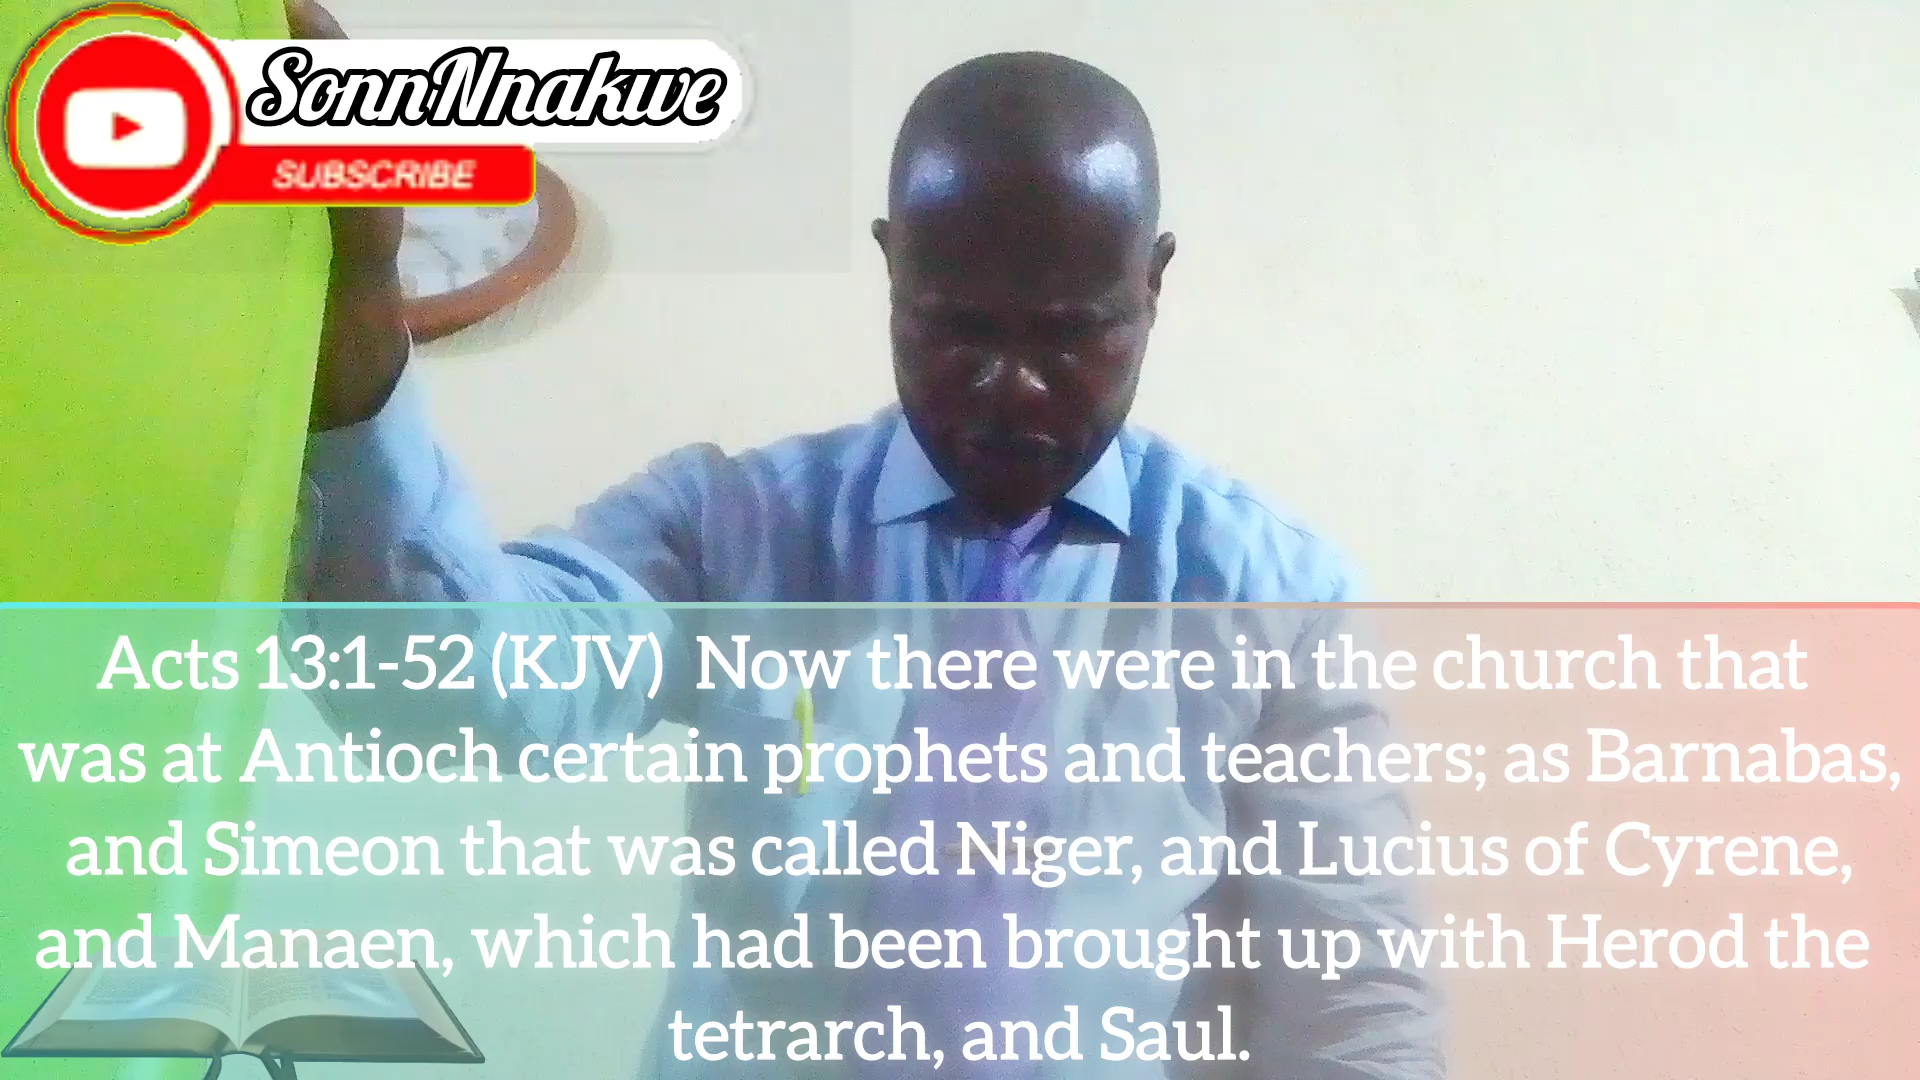 SonnNnakwe
SUBSCRIBE
Acts 13:1-52 (KJV)  Now there were in the church that
was at Antioch certain prophets and teachers; as Barnabas,
and Simeon that was called Niger, and Lucius of Cyrene,
and Manaen, which had been brought up with Herod the
tetrarch, and Saul.